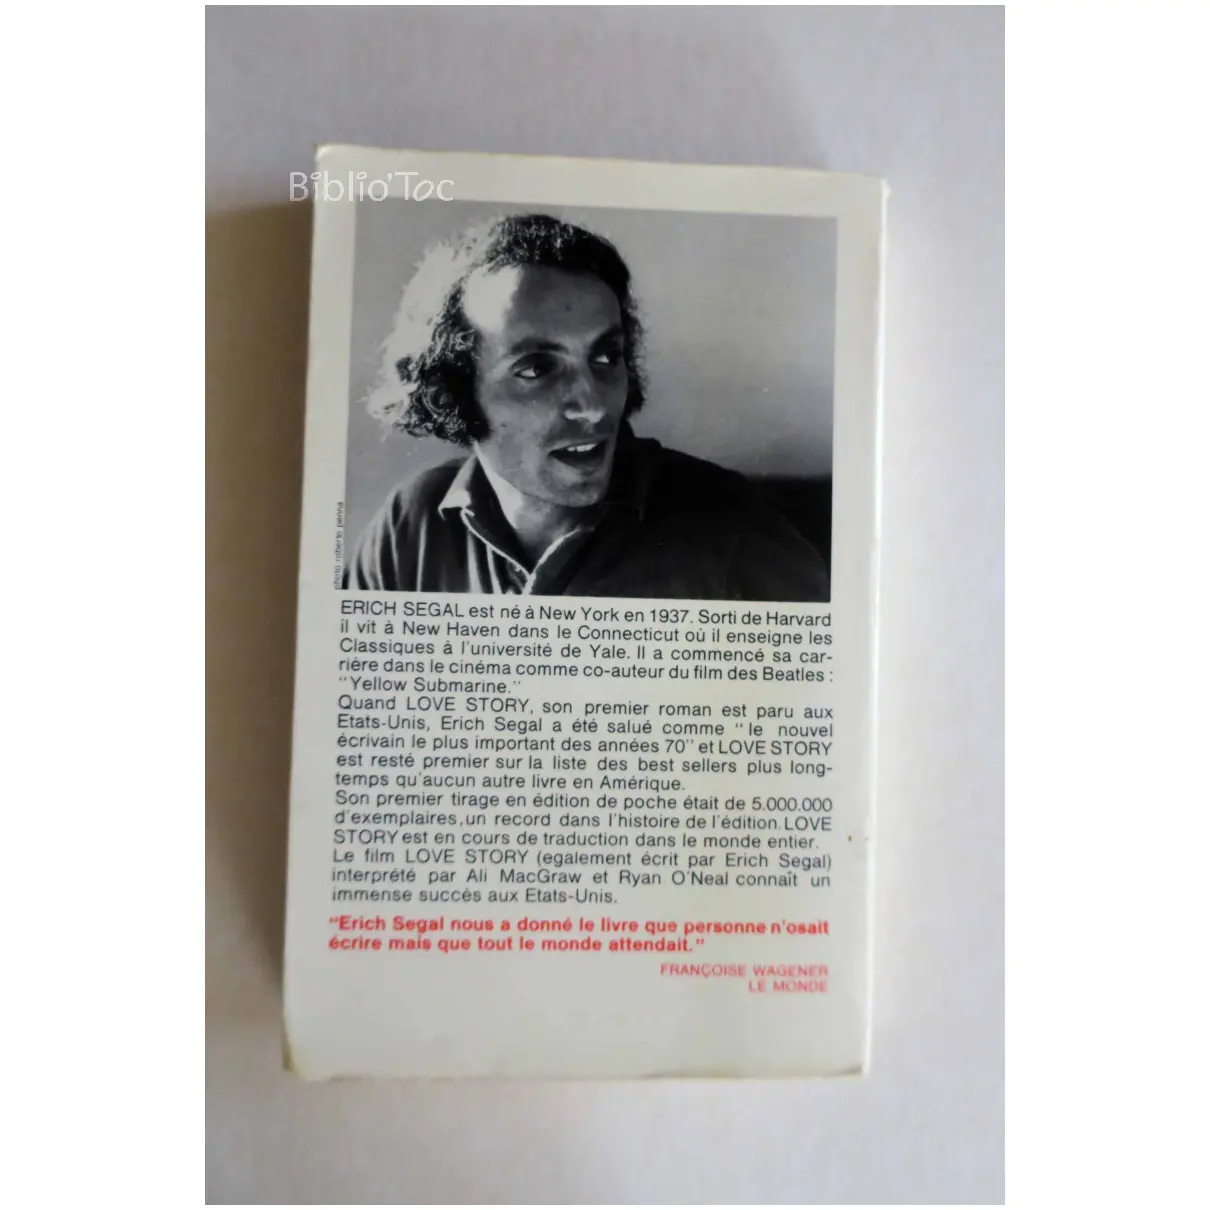 Biblio'Toc
photo roberto penna
ERICH SEGAL est né à New York en 1937. Sorti de Harvard
il vit à New Haven dans le Connecticut où il enseigne les
Classiques à l'université de Yale. Il a commencé sa car-
rière dans le cinéma comme co-auteur du film des Beatles :
"Yellow Submarine."
Quand LOVE STORY, son premier roman est paru aux
Etats-Unis, Erich Segal a été salué comme "le nouvel
écrivain le plus important des années 70" et LOVE STORY
est resté premier sur la liste des best sellers plus long-
temps qu'aucun autre livre en Amérique.
Son premier tirage en édition de poche était de 5.000.000
d'exemplaires,un record dans l'histoire de l'édition.LOVE
STORY est en cours de traduction dans le monde entier.
Le film LOVE STORY (egalement écrit par Erich Segal)
interprété par Ali MacGraw et Ryan O'Neal connaît un
immense succés aux Etats-Unis.
"Erich Segal nous a donné le livre que personne n'osait
écrire mais que tout le monde attendait."
FRANÇOISE WAGENER
LE MONDE